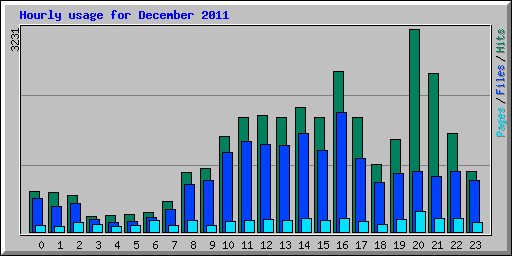 Hourly usage for December 2011
3231
Pages/Files/Hits
0 1 2 3 4 5 6 7 8 9 10 11 12 13 14 15 16 17 18 19 20 21 22 23